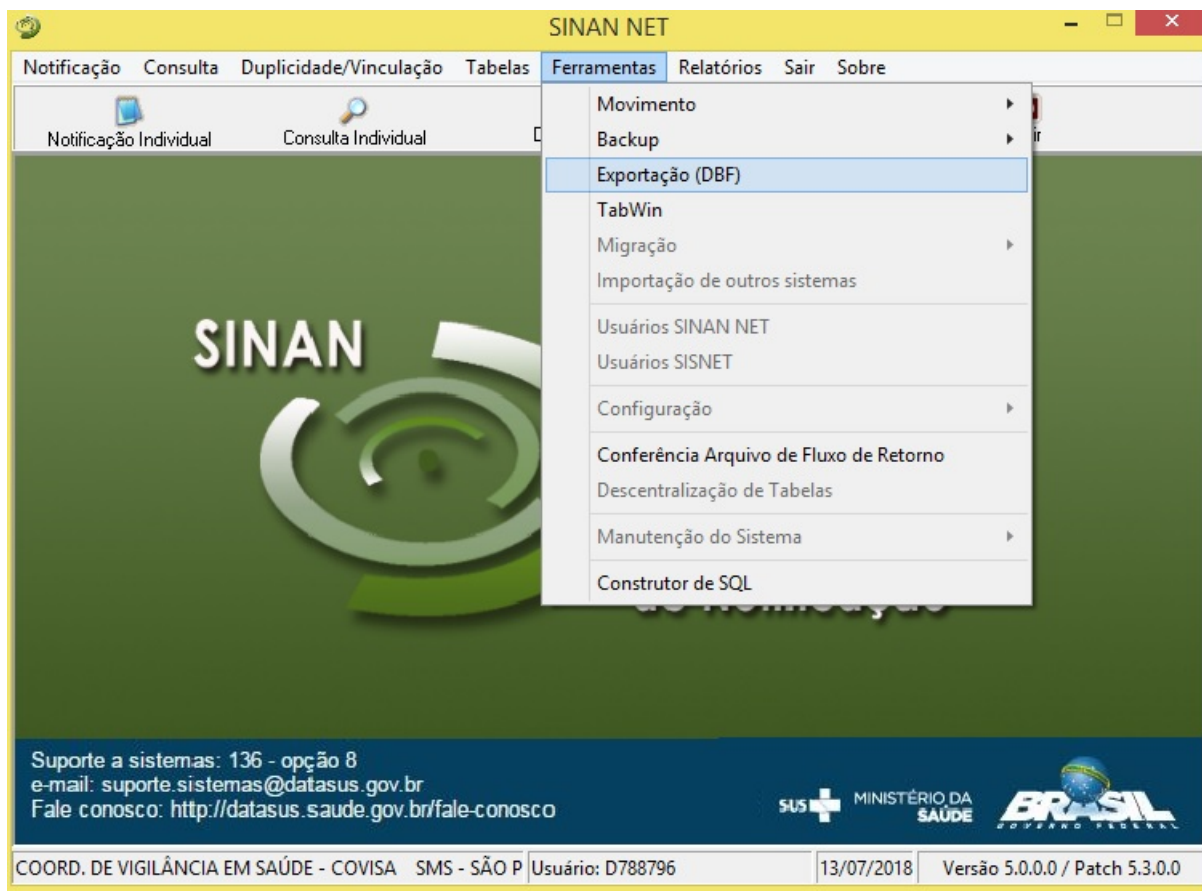 SINAN NET
Notificação Consulta Duplicidade/Vinculação Tabelas Ferramentas Relatórios Sair Sobre
Notificação Individual Consulta Individual
Movimento
Backup
Exportação (DBF)
TabWin
Migração
Importação de outros sistemas
Usuários SINAN NET
Usuários SISNET
Configuração
Conferência Arquivo de Fluxo de Retorno
Descentralização de Tabelas
Manutenção do Sistema
Construtor de SQL
SINAN
de Notificação
Suporte a sistemas: 136 - opção 8
e-mail: suporte.sistemas@datasus.gov.br
Fale conosco: http://datasus.saude.gov.br/fale-conosco
SUS MINISTÉRIO DA SAÚDE
BRASIL
GOVERNO FEDERAL
COORD. DE VIGILÂNCIA EM SAÚDE - COVISA SMS - SÃO P Usuário: D788796 13/07/2018 Versão 5.0.0.0 / Patch 5.3.0.0